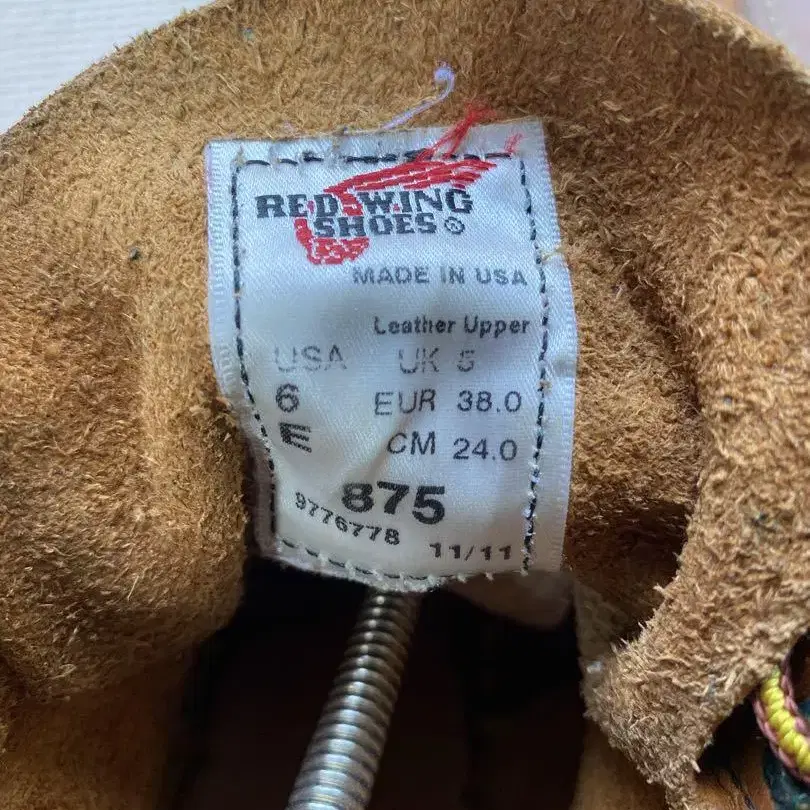 RED WING
SHOES®
MADE IN USA
Leather Upper
USA UK 5
6 EUR 38.0
E CM 24.0
875
9776778
11/11